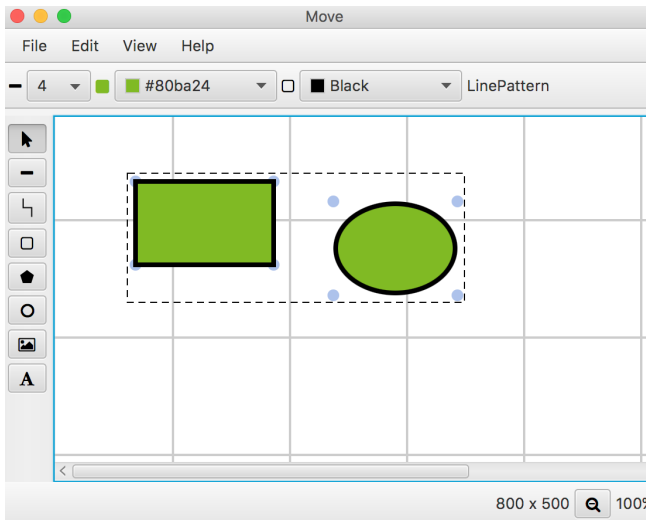 Move
File Edit View Help
4 #80ba24 Black LinePattern
A
800 x 500 100%